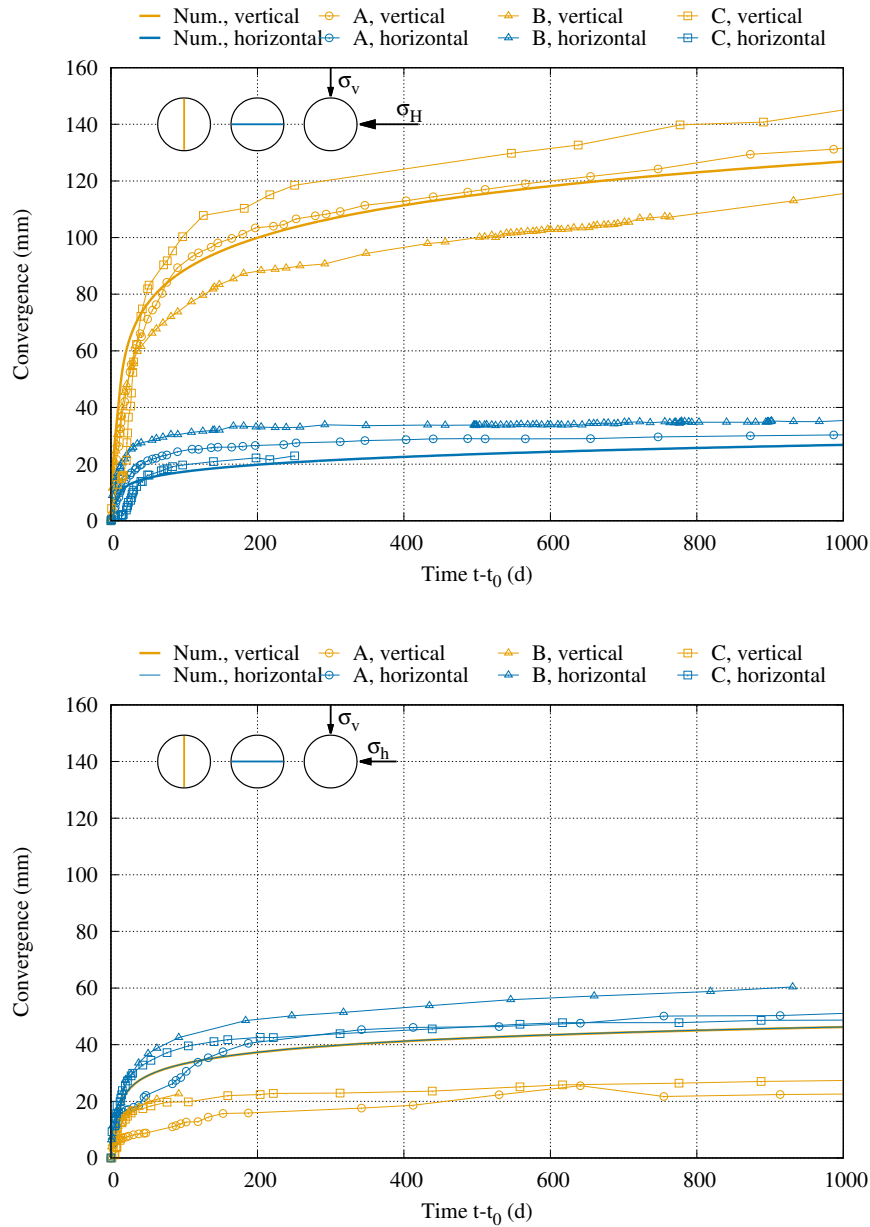 Num., vertical A, vertical B, vertical C, vertical
Num., horizontal A, horizontal B, horizontal C, horizontal
160
140
120
100
80
60
40
20
0
Convergence (mm)
σv
σH
0 200 400 600 800 1000
Time t-t0 (d)
Num., vertical A, vertical B, vertical C, vertical
Num., horizontal A, horizontal B, horizontal C, horizontal
160
140
120
100
80
60
40
20
0
Convergence (mm)
σv
σh
0 200 400 600 800 1000
Time t-t0 (d)